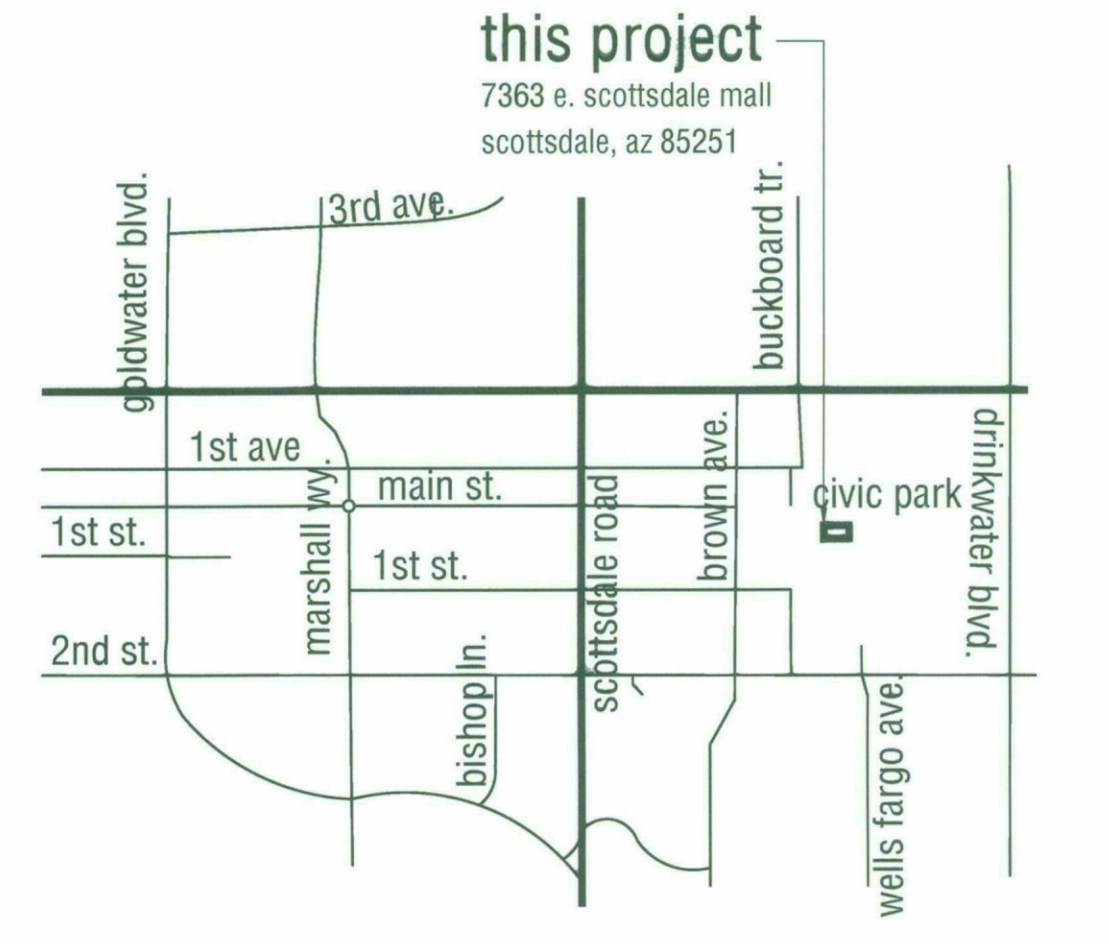 this project
7363 e. scottsdale mall
scottsdale, az 85251
goldwater blvd.
3rd ave.
buckboard tr.
1st ave
marshall wy.
main st.
scottsdale road
brown ave.
civic park
drinkwater blvd.
1st st.
1st st.
2nd st.
bishop ln.
wells fargo ave.